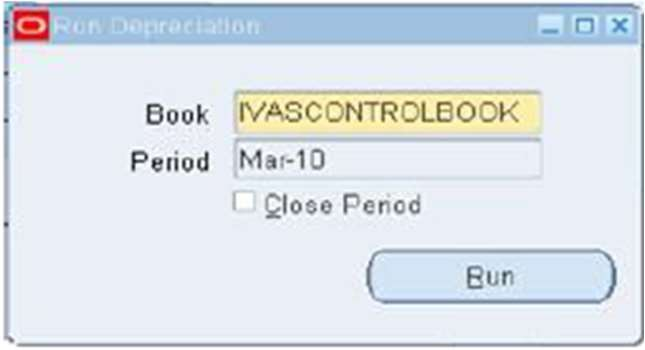 Run Depreciation
Book IVASCONTROLBOOK
Period Mar-10
Close Period
Run